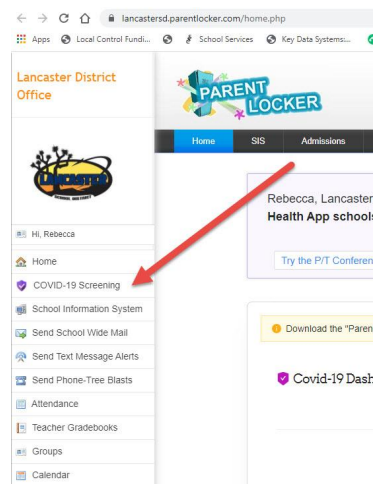 lancastersd.parentlocker.com/home.php
Apps Local Control Fundi... School Services Key Data Systems:...
Lancaster District
Office
PARENT
LOCKER
Home SIS Admissions
LANCASTER
SCHOOL DISTRICT
Hi, Rebecca
Rebecca, Lancaster
Health App schools
Home
Try the P/T Conferen
COVID-19 Screening
School Information System
Send School Wide Mail
Download the "Paren
Send Text Message Alerts
Send Phone-Tree Blasts
Covid-19 Dash
Attendance
Teacher Gradebooks
Groups
Calendar